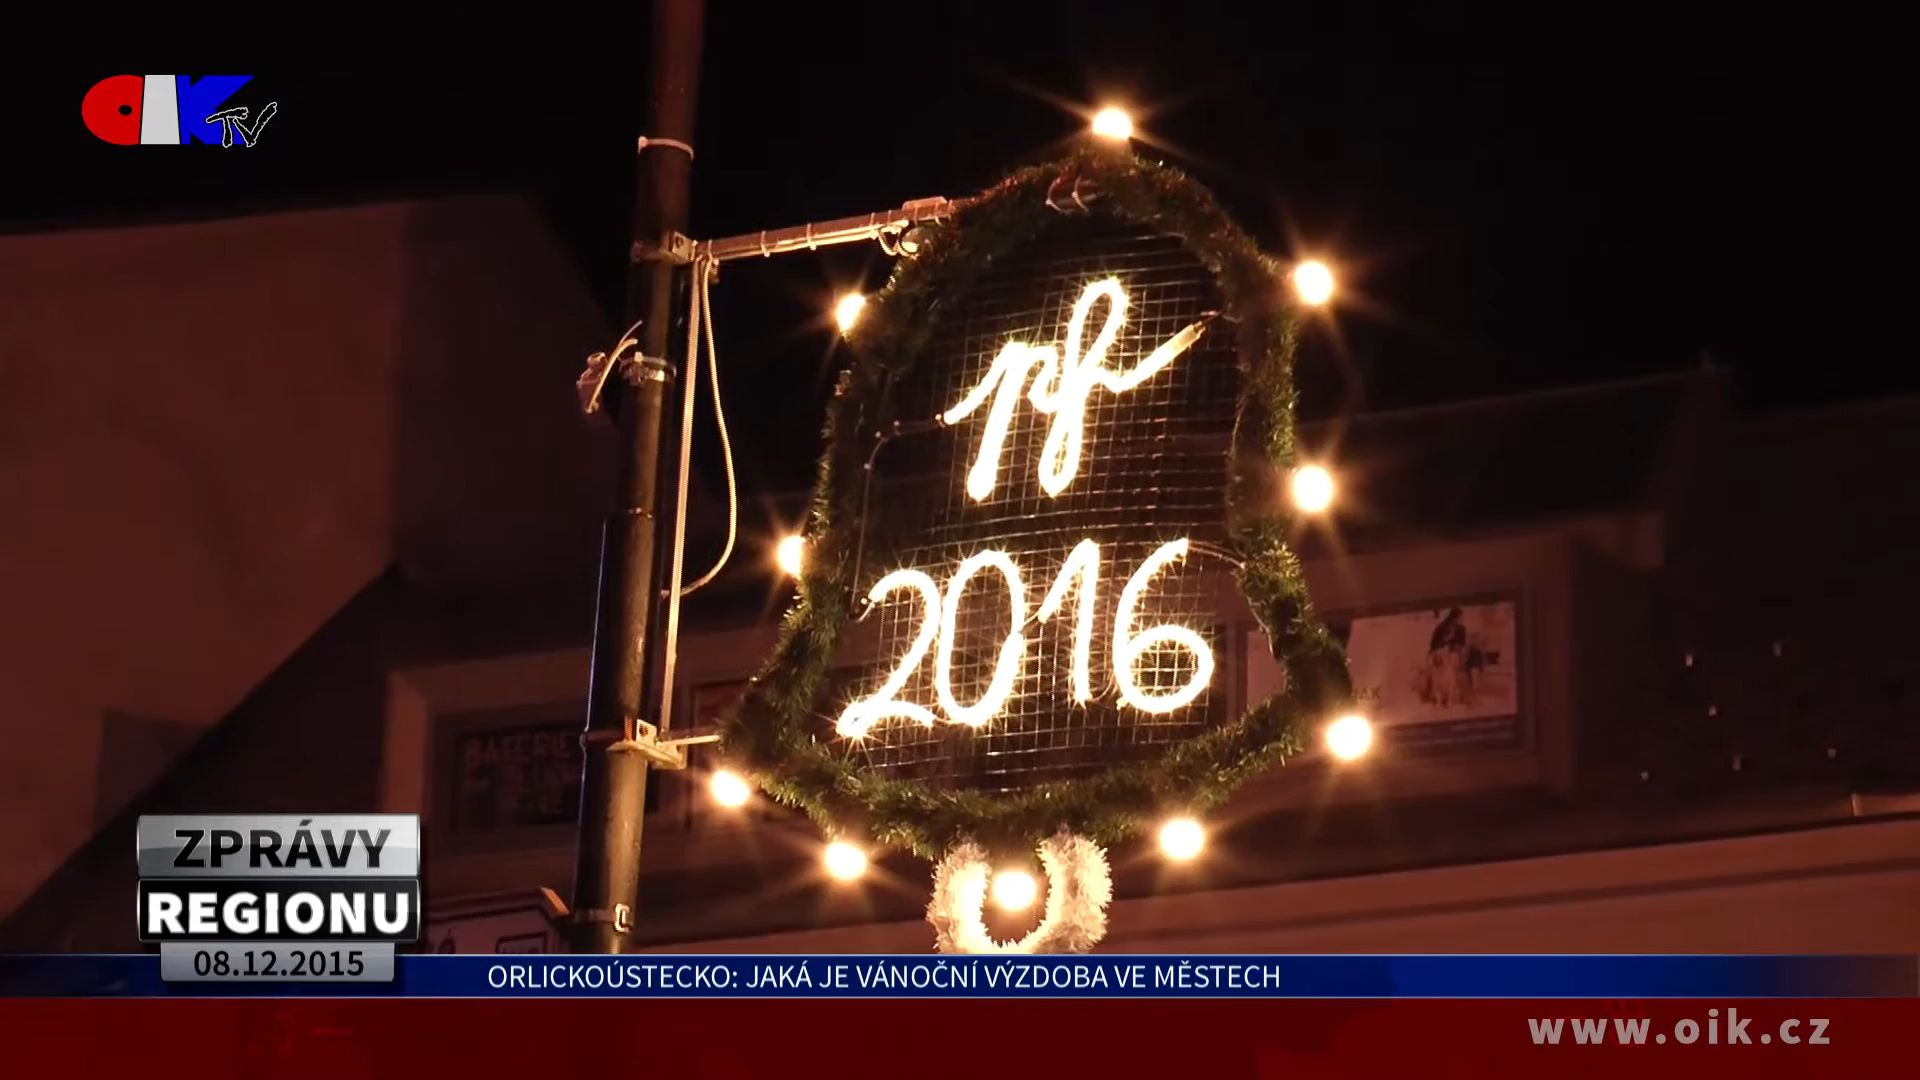 OIK TV
pf
2016
BATERIE
ZPRÁVY
REGIONU
08.12.2015
ORLICKOÚSTECKO: JAKÁ JE VÁNOČNÍ VÝZDOBA VE MĚSTECH
www.oik.cz